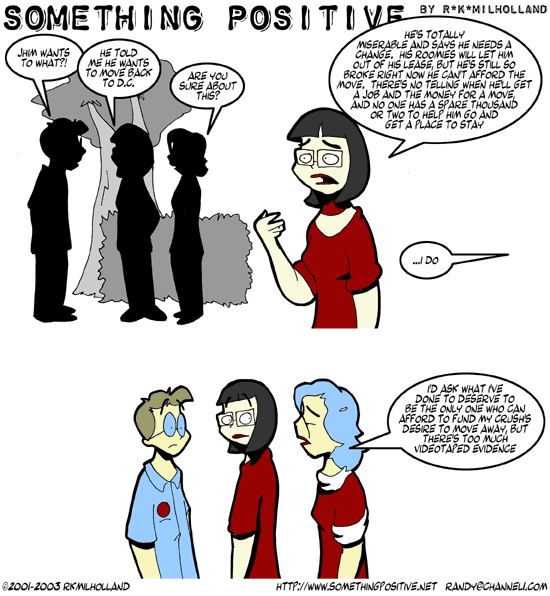 SOMETHING POSITIVE BY R*K*MILHOLLAND
JHIM WANTS
TO WHAT?!
HE TOLD
ME HE WANTS
TO MOVE BACK
TO D.C.
ARE YOU
SURE ABOUT
THIS?
HE'S TOTALLY
MISERABLE AND SAYS HE NEEDS A
CHANGE. HIS ROOMIES WILL LET HIM
OUT OF HIS LEASE, BUT HE'S STILL SO
BROKE RIGHT NOW HE CAN'T AFFORD THE
MOVE. THERE'S NO TELLING WHEN HE'LL GET
A JOB AND THE MONEY FOR A MOVE,
AND NO ONE HAS A SPARE THOUSAND
OR TWO TO HELP HIM GO AND
GET A PLACE TO STAY
...I DO
I'D ASK WHAT I'VE
DONE TO DESERVE TO
BE THE ONLY ONE WHO CAN
AFFORD TO FUND MY CRUSH'S
DESIRE TO MOVE AWAY, BUT
THERE'S TOO MUCH
VIDEOTAPED EVIDENCE
©2001-2003 RKMILHOLLAND
HTTP://WWW.SOMETHINGPOSITIVE.NET RANDY@CHANNEL1.COM